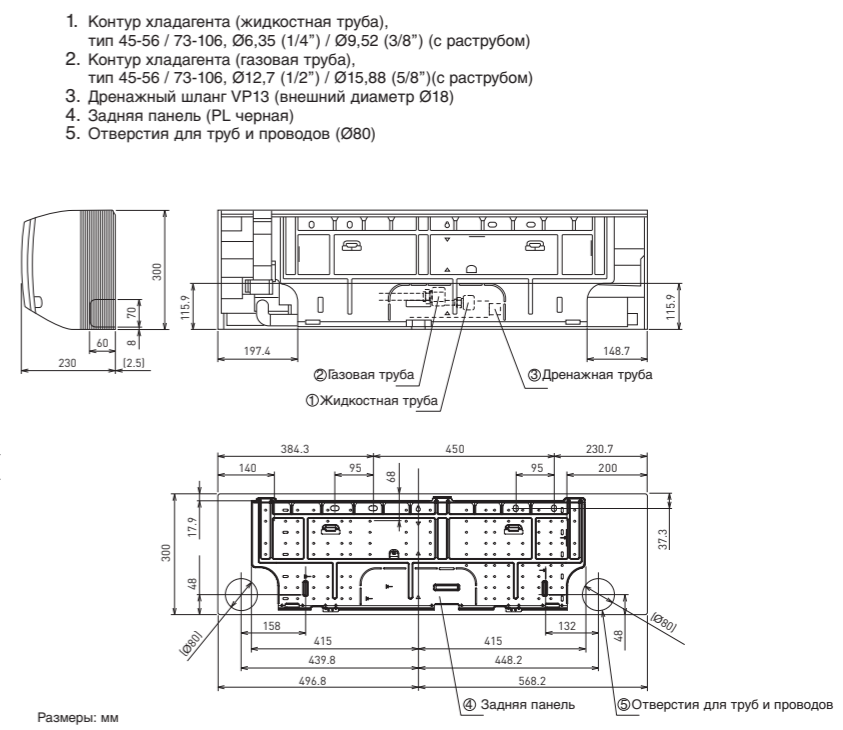 1. Контур хладагента (жидкостная труба),
тип 45-56 / 73-106, Ø6,35 (1/4”) / Ø9,52 (3/8”) (с раструбом)
2. Контур хладагента (газовая труба),
тип 45-56 / 73-106, Ø12,7 (1/2”) / Ø15,88 (5/8”)(с раструбом)
3. Дренажный шланг VP13 (внешний диаметр Ø18)
4. Задняя панель (PL черная)
5. Отверстия для труб и проводов (Ø80)
300
70
8
60
230
(2.5)
115.9
115.9
197.4
148.7
②Газовая труба
③Дренажная труба
①Жидкостная труба
384.3
450
230.7
140
95
68
95
200
17.9
300
48
37.3
(Ø80)
158
132
48
(Ø80)
415
415
439.8
448.2
496.8
568.2
④ Задняя панель
⑤Отверстия для труб и проводов
Размеры: мм